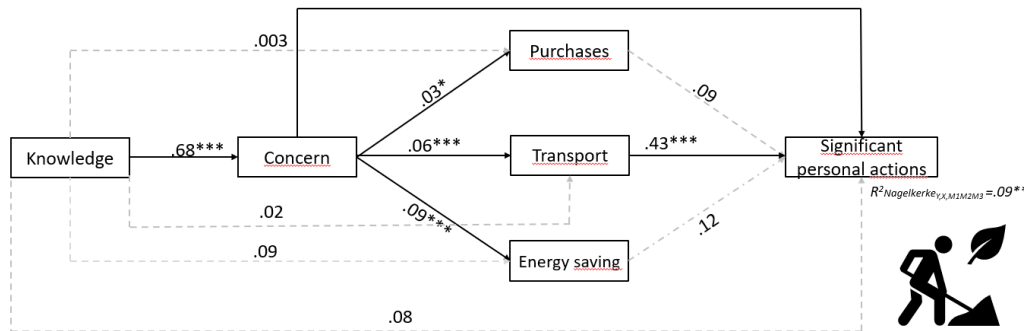 .003
Purchases
.03*
.09
Knowledge
.68***
Concern
.06***
Transport
.43***
Significant
personal actions
R²Nagelkerke Y,X,M1M2M3 =.09**
.02
.09***
.09
Energy saving
.12
.08